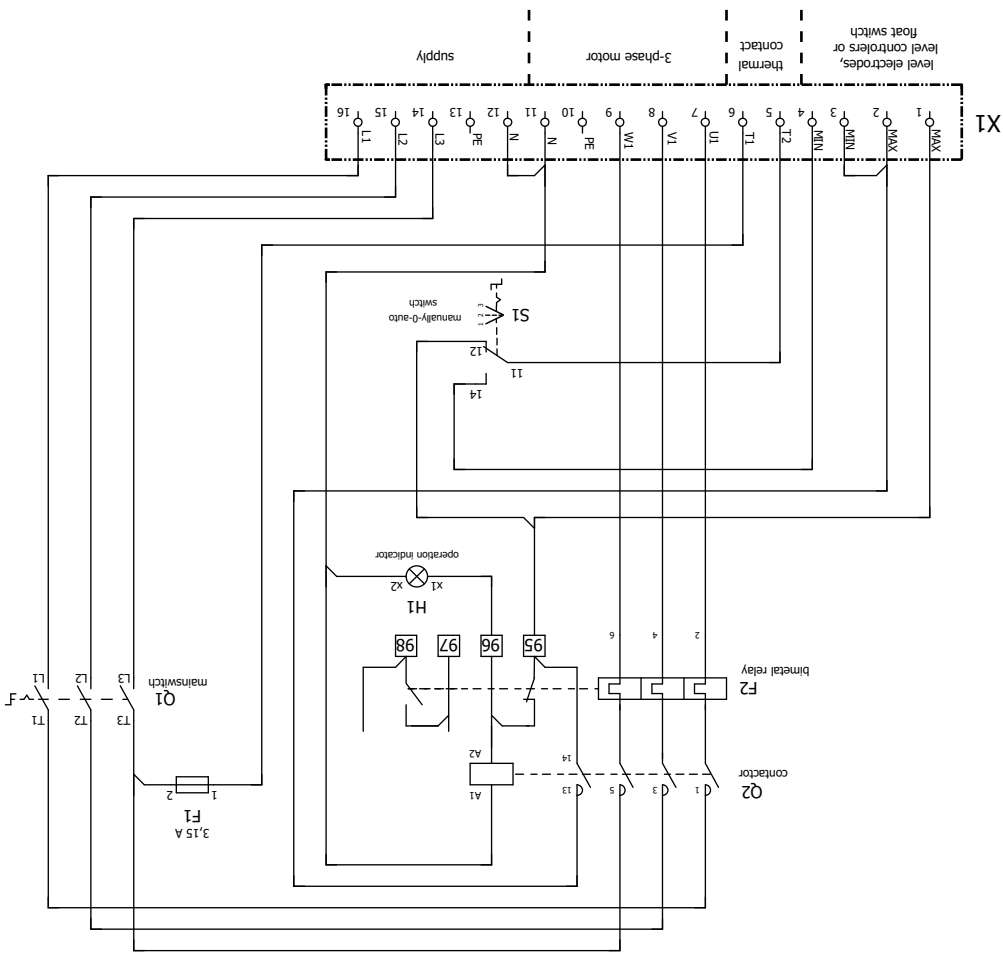 3,15 A
F1
1 2
Q2
contactor
1 3 5 13
14
A1
A2
T3 T2 T1
Q1
mainswitch
L3 L2 L1
F2
bimetal relay
2 4 6
95 96 97 98
H1
x1 x2
operation indicator
14
11
12
S1
1 2 3
manually-0-auto
switch
X1
MAX MAX MIN MIN T2 T1 U1 V1 W1 PE N N PE L3 L2 L1
1 2 3 4 5 6 7 8 9 10 11 12 13 14 15 16
level electrodes,
level controlers or
float switch
thermal
contact
3-phase motor
supply